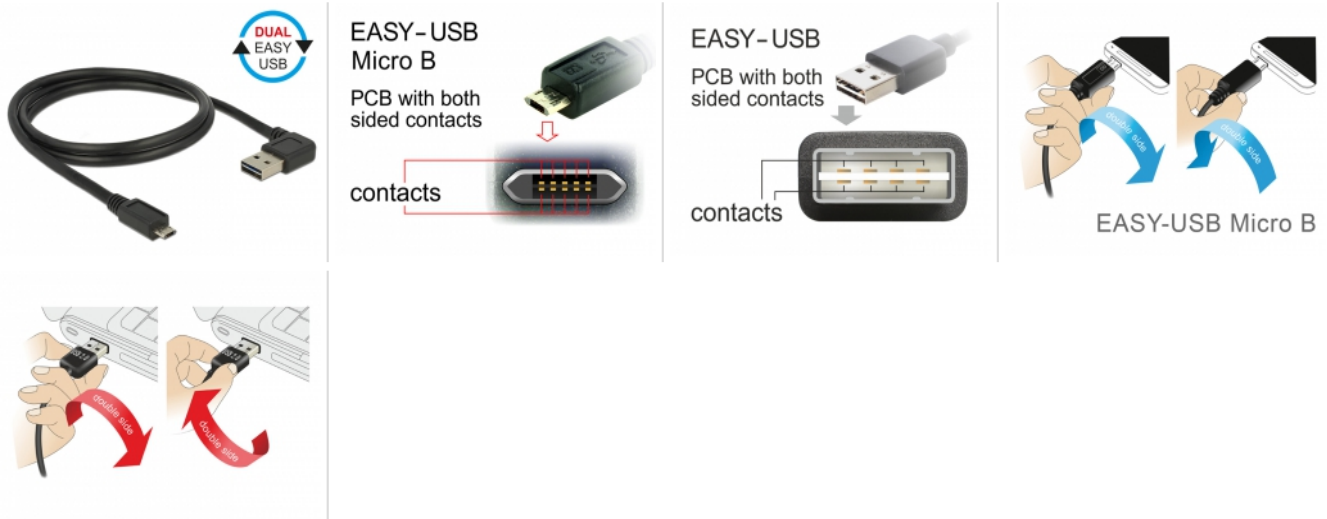 DUAL
EASY
USB
EASY-USB
Micro B
PCB with both
sided contacts
contacts
EASY-USB
PCB with both
sided contacts
contacts
double side
double side
EASY-USB Micro B
double side
double side